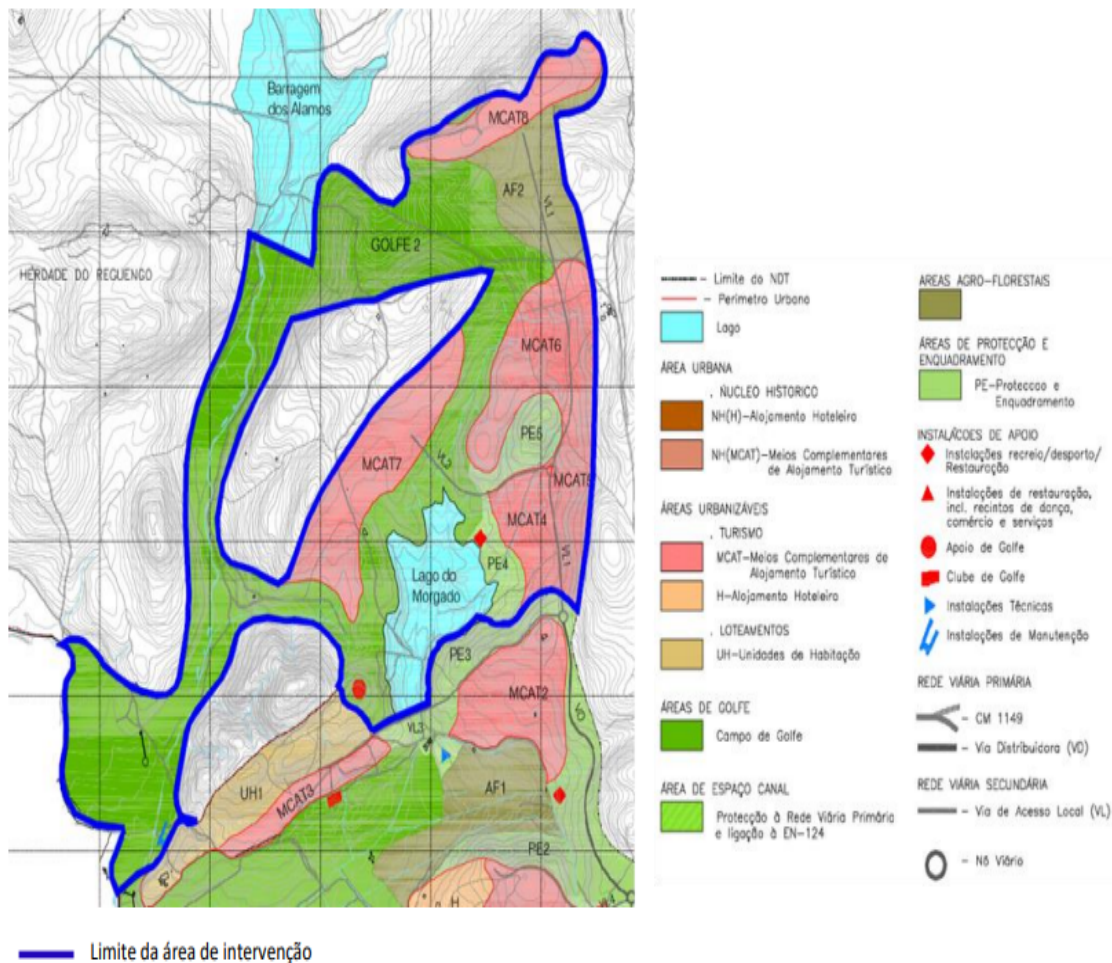 Barragem
dos Alamos
MCAT8
AF2
VL1
GOLFE 2
HERDADE DO REGUENGO
MCAT6
PE5
MCAT7
VL2
MCAT5
MCAT4
VL1
PE4
Lago do
Morgado
PE3
MCAT2
VD
VL3
UH1
MCAT3
AF1
PE2
H
VL4
Limite do NDT
Perimetro Urbano
Lago
ÁREA URBANA
. NÚCLEO HISTÓRICO
NH(H)-Alojamento Hoteleiro
NH(MCAT)-Meios Complementares
de Alojamento Turístico
ÁREAS URBANIZÁVEIS
. TURISMO
MCAT-Meios Complementares de
Alojamento Turístico
H-Alojamento Hoteleiro
. LOTEAMENTOS
UH-Unidades de Habitação
ÁREAS DE GOLFE
Campo de Golfe
ÁREA DE ESPAÇO CANAL
Protecção à Rede Viária Primária
e ligação à EN-124
ÁREAS AGRO-FLORESTAIS
ÁREAS DE PROTECÇÃO E
ENQUADRAMENTO
PE-Proteccao e
Enquadramento
INSTALACÕES DE APOIO
Instalações recreio/desporto/
Restauração
Instalações de restauração,
incl. recintos de dança,
comércio e serviços
Apoio de Golfe
Clube de Golfe
Instalações Técnicas
Instalações de Manutenção
REDE VIÁRIA PRIMÁRIA
- CM 1149
- Via Distribuidora (VD)
REDE VIÁRIA SECUNDÁRIA
- Via de Acesso Local (VL)
- Nó Viário
Limite da área de intervenção